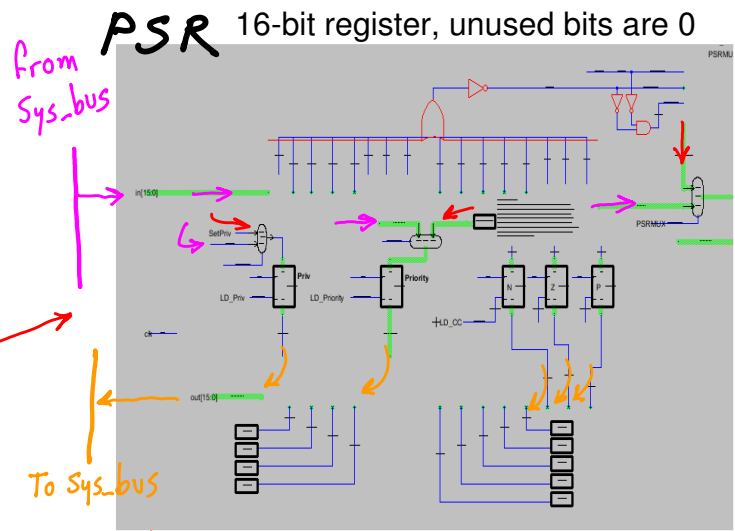 PSR 16-bit register, unused bits are 0
PSRMU
from
Sys_bus
in[15:0]
SetPriv
PSRMUX
Priv
Priority
LD_Priv
LD_Priority
N
Z
P
LD_CC
clk
out[15:0]
To Sys_bus